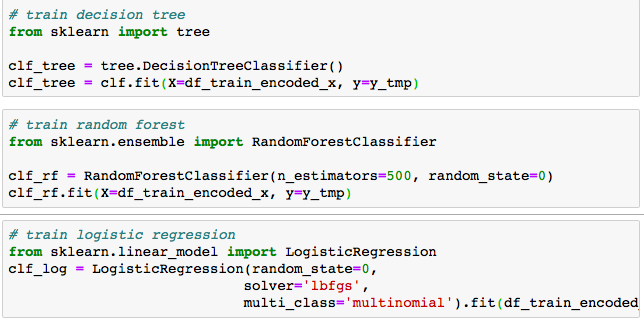 # train decision tree
from sklearn import tree
clf_tree = tree.DecisionTreeClassifier()
clf_tree = clf.fit(X=df_train_encoded_x, y=y_tmp)
# train random forest
from sklearn.ensemble import RandomForestClassifier
clf_rf = RandomForestClassifier(n_estimators=500, random_state=0)
clf_rf.fit(X=df_train_encoded_x, y=y_tmp)
# train logistic regression
from sklearn.linear_model import LogisticRegression
clf_log = LogisticRegression(random_state=0,
solver='lbfgs',
multi_class='multinomial').fit(df_train_encoded